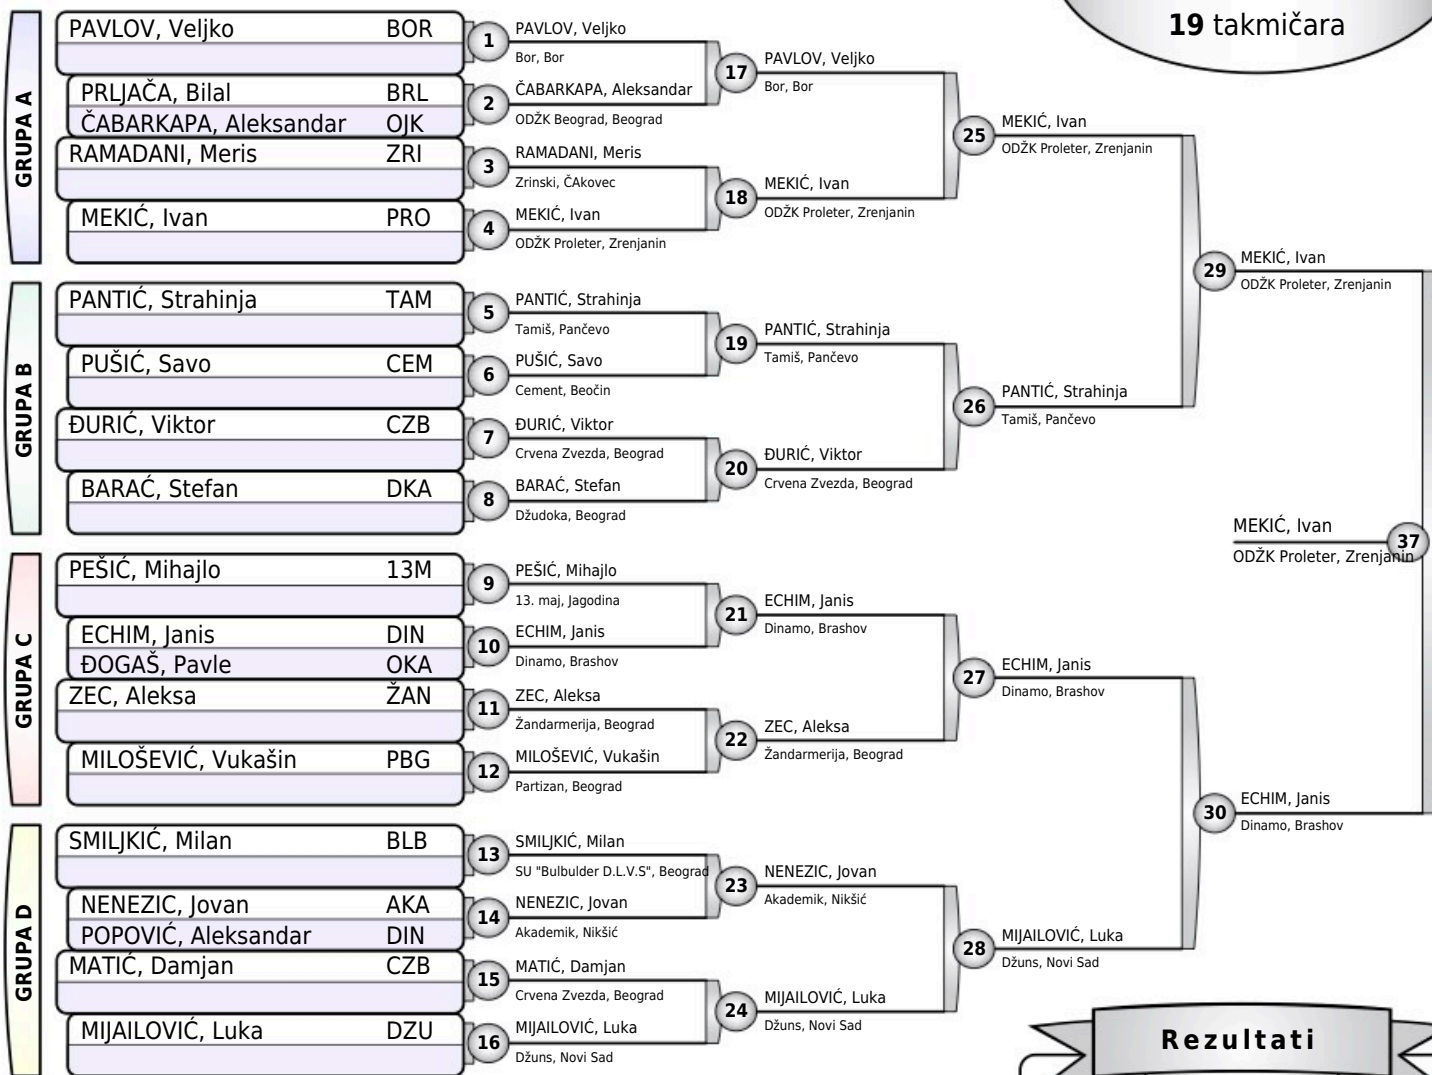 19 takmičara
GRUPA A
PAVLOV, Veljko BOR
PRLJAČA, Bilal BRL
ČABARKAPA, Aleksandar OJK
RAMADANI, Meris ZRI
MEKIĆ, Ivan PRO
GRUPA B
PANTIĆ, Strahinja TAM
PUŠIĆ, Savo CEM
ĐURIĆ, Viktor CZB
BARAĆ, Stefan DKA
GRUPA C
PEŠIĆ, Mihajlo 13M
ECHIM, Janis DIN
ĐOGAŠ, Pavle OKA
ZEC, Aleksa ŽAN
MILOŠEVIĆ, Vukašin PBG
GRUPA D
SMILJKIĆ, Milan BLB
NENEZIC, Jovan AKA
POPOVIĆ, Aleksandar DIN
MATIĆ, Damjan CZB
MIJAILOVIĆ, Luka DZU
1 PAVLOV, Veljko
Bor, Bor
2 ČABARKAPA, Aleksandar
ODŽK Beograd, Beograd
3 RAMADANI, Meris
Zrinski, ČAkovec
4 MEKIĆ, Ivan
ODŽK Proleter, Zrenjanin
5 PANTIĆ, Strahinja
Tamiš, Pančevo
6 PUŠIĆ, Savo
Cement, Beočin
7 ĐURIĆ, Viktor
Crvena Zvezda, Beograd
8 BARAĆ, Stefan
Džudoka, Beograd
9 PEŠIĆ, Mihajlo
13. maj, Jagodina
10 ECHIM, Janis
Dinamo, Brashov
11 ZEC, Aleksa
Žandarmerija, Beograd
12 MILOŠEVIĆ, Vukašin
Partizan, Beograd
13 SMILJKIĆ, Milan
SU "Bulbulder D.L.V.S", Beograd
14 NENEZIC, Jovan
Akademik, Nikšić
15 MATIĆ, Damjan
Crvena Zvezda, Beograd
16 MIJAILOVIĆ, Luka
Džuns, Novi Sad
17 PAVLOV, Veljko
Bor, Bor
18 MEKIĆ, Ivan
ODŽK Proleter, Zrenjanin
19 PANTIĆ, Strahinja
Tamiš, Pančevo
20 ĐURIĆ, Viktor
Crvena Zvezda, Beograd
21 ECHIM, Janis
Dinamo, Brashov
22 ZEC, Aleksa
Žandarmerija, Beograd
23 NENEZIC, Jovan
Akademik, Nikšić
24 MIJAILOVIĆ, Luka
Džuns, Novi Sad
25 MEKIĆ, Ivan
ODŽK Proleter, Zrenjanin
26 PANTIĆ, Strahinja
Tamiš, Pančevo
27 ECHIM, Janis
Dinamo, Brashov
28 MIJAILOVIĆ, Luka
Džuns, Novi Sad
29 MEKIĆ, Ivan
ODŽK Proleter, Zrenjanin
30 ECHIM, Janis
Dinamo, Brashov
MEKIĆ, Ivan 37
ODŽK Proleter, Zrenjanin
Rezultati